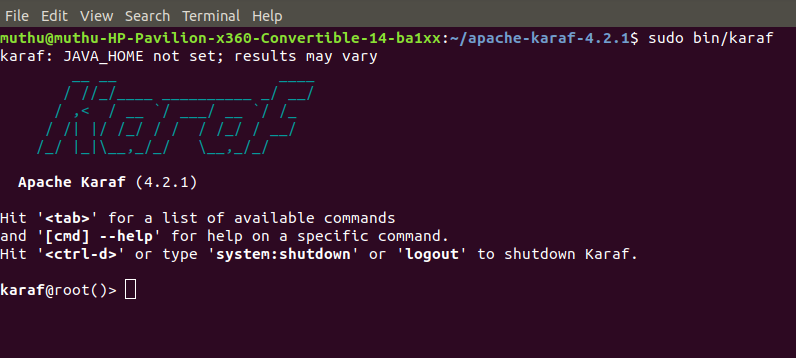 File Edit View Search Terminal Help
muthu@muthu-HP-Pavilion-x360-Convertible-14-ba1xx:~/apache-karaf-4.2.1$ sudo bin/karaf
karaf: JAVA_HOME not set; results may vary
        __ __                  ____
       / //_/____ __________ _/ __/
      / ,<  / __ `/ ___/ __ `/ /_
     / /| |/ /_/ / /  / /_/ / __/
    /_/ |_|\__,_/_/   \__,_/_/
Apache Karaf (4.2.1)
Hit '<tab>' for a list of available commands
and '[cmd] --help' for help on a specific command.
Hit '<ctrl-d>' or type 'system:shutdown' or 'logout' to shutdown Karaf.
karaf@root()>